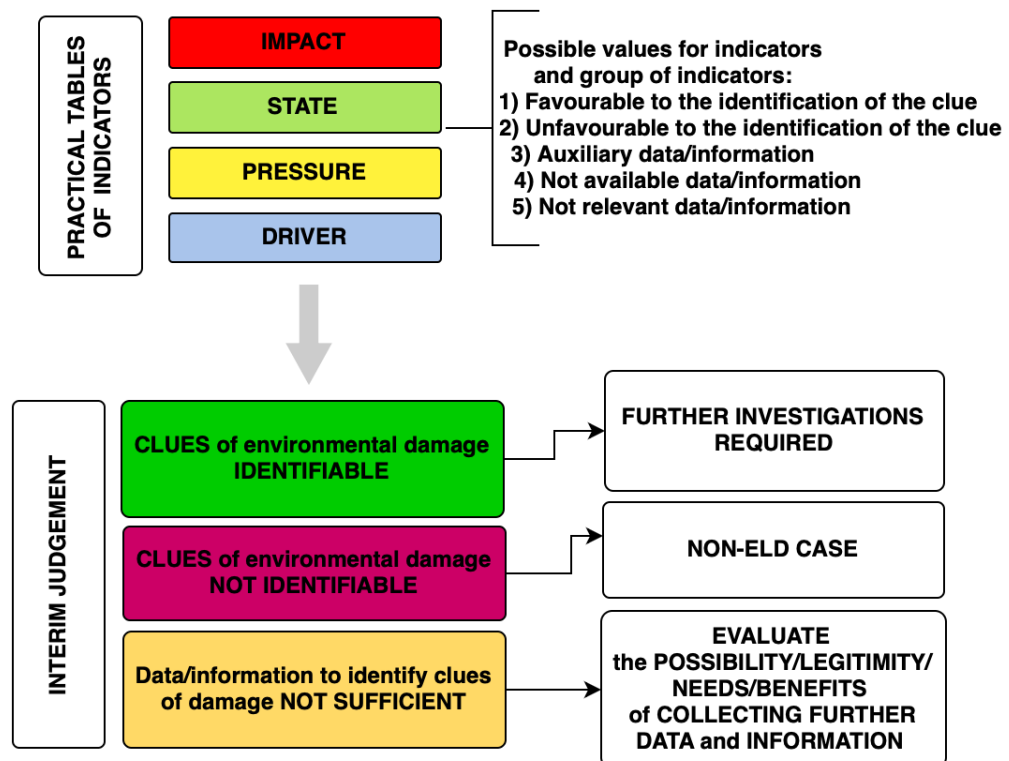 PRACTICAL TABLES
OF INDICATORS
IMPACT
STATE
PRESSURE
DRIVER
Possible values for indicators
and group of indicators:
1) Favourable to the identification of the clue
2) Unfavourable to the identification of the clue
3) Auxiliary data/information
4) Not available data/information
5) Not relevant data/information
INTERIM JUDGEMENT
CLUES of environmental damage
IDENTIFIABLE
FURTHER INVESTIGATIONS
REQUIRED
CLUES of environmental damage
NOT IDENTIFIABLE
NON-ELD CASE
Data/information to identify clues
of damage NOT SUFFICIENT
EVALUATE
the POSSIBILITY/LEGITIMITY/
NEEDS/BENEFITS
of COLLECTING FURTHER
DATA and INFORMATION